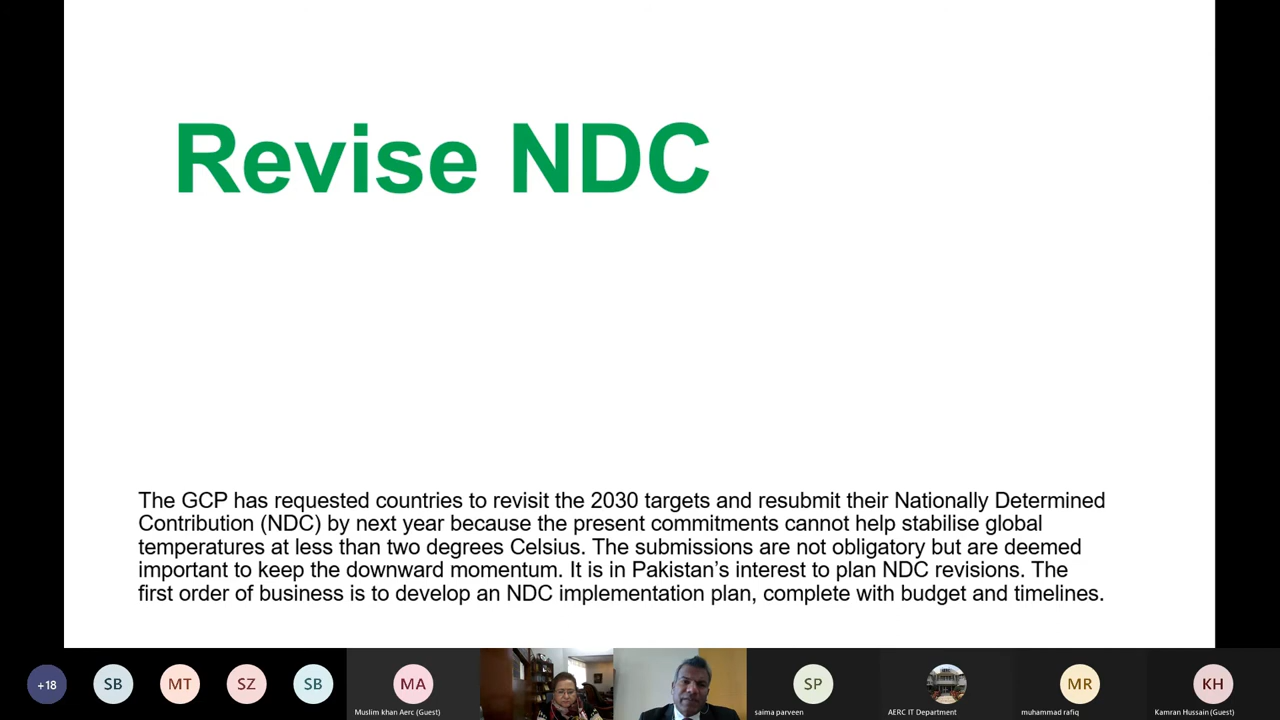 Revise NDC
The GCP has requested countries to revisit the 2030 targets and resubmit their Nationally Determined
Contribution (NDC) by next year because the present commitments cannot help stabilise global
temperatures at less than two degrees Celsius. The submissions are not obligatory but are deemed
important to keep the downward momentum. It is in Pakistan’s interest to plan NDC revisions. The
first order of business is to develop an NDC implementation plan, complete with budget and timelines.
+18
SB
MT
SZ
SB
MA
SP
MR
KH
Muslim khan Aerc (Guest)
saima parveen
AERC IT Department
muhammad rafiq
Kamran Hussain (Guest)